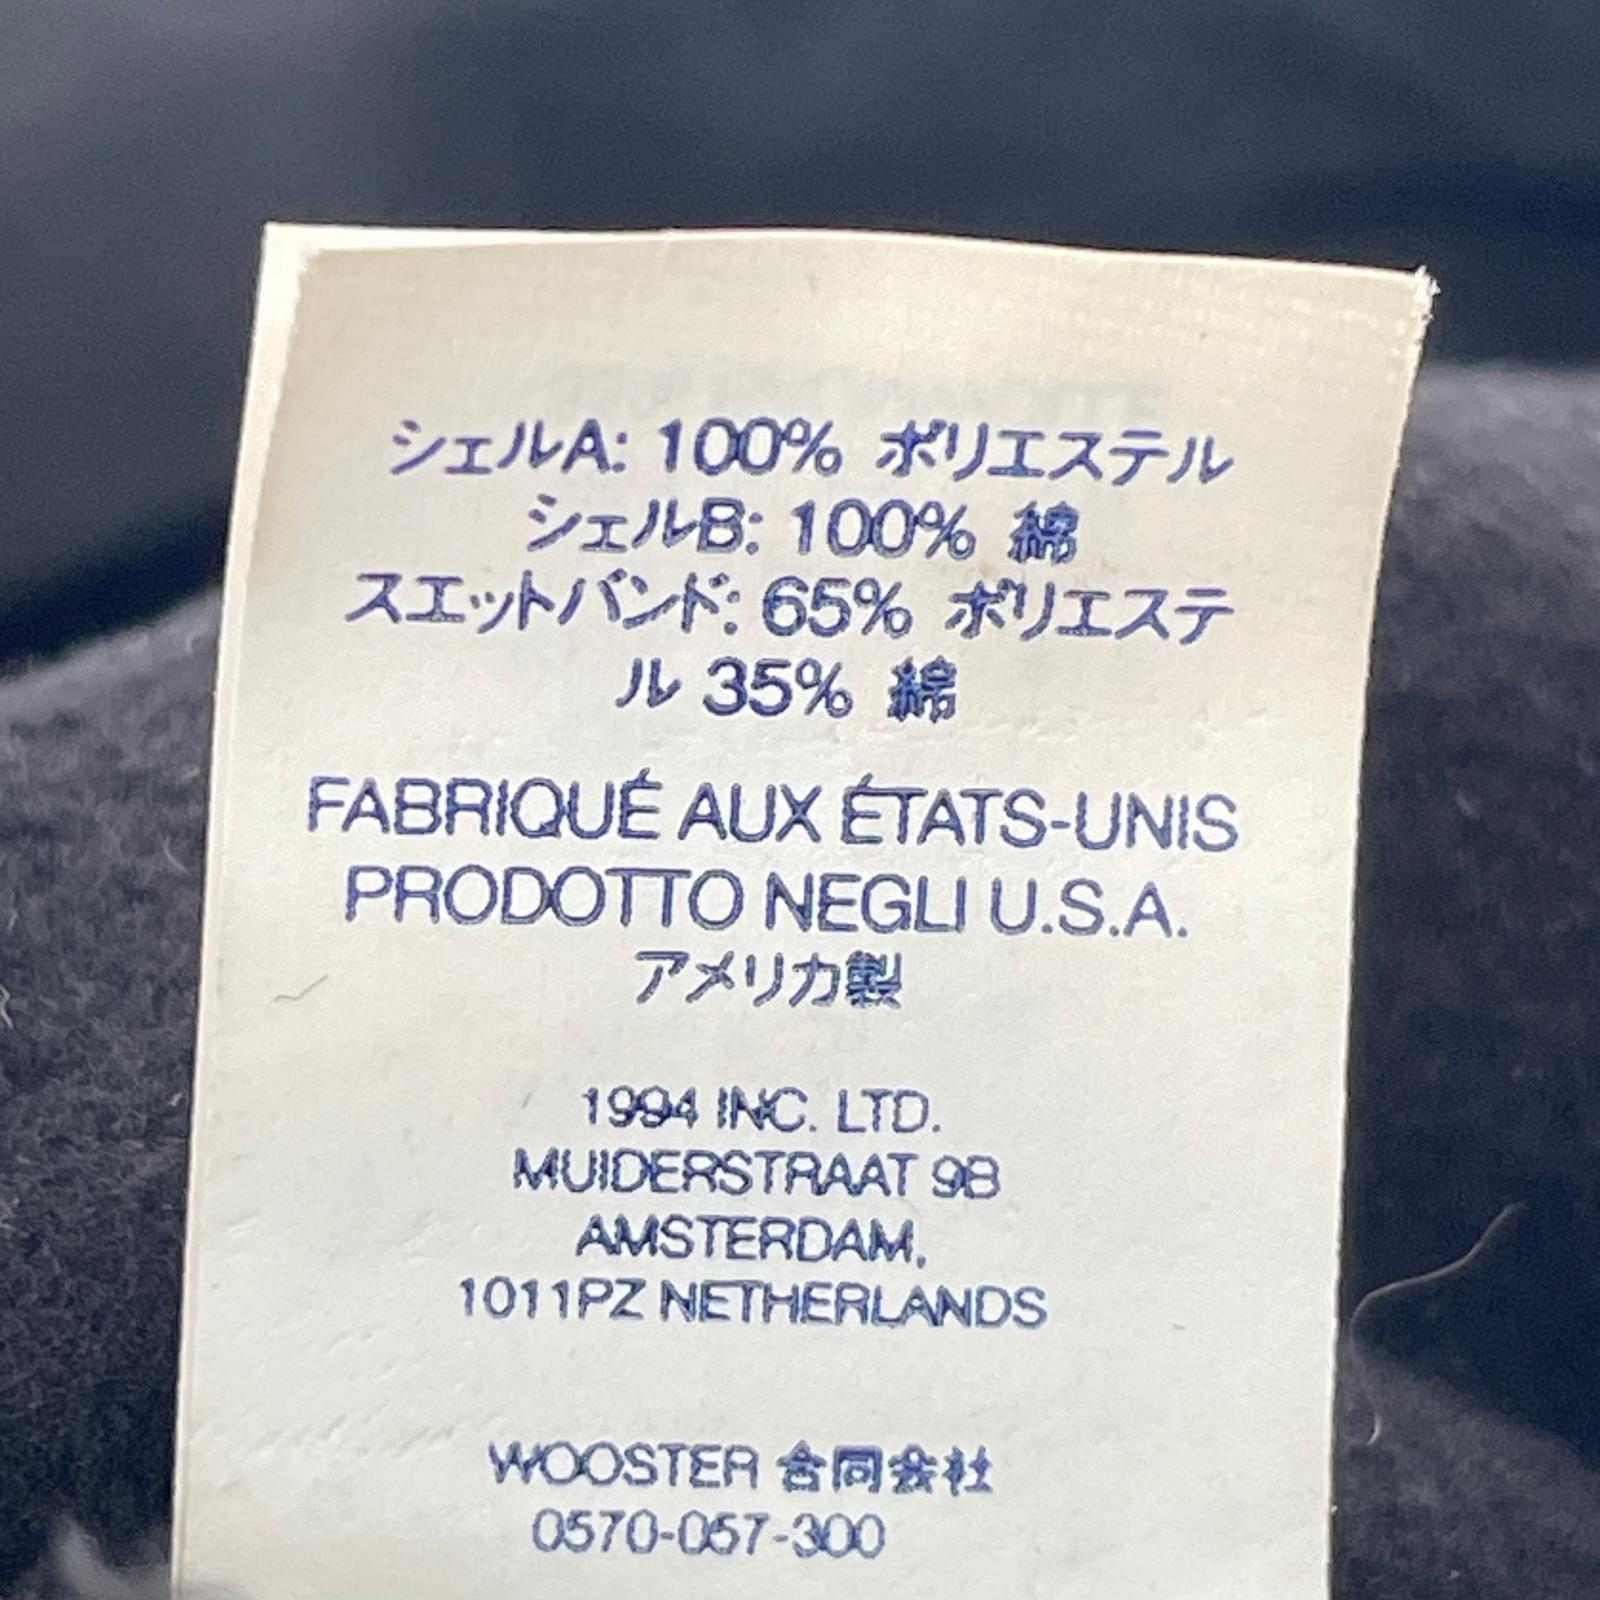 シェルA: 100% ポリエステル
シェルB: 100% 綿
スエットバンド: 65% ポリエステ
ル 35% 綿
FABRIQUÉ AUX ÉTATS-UNIS
PRODOTTO NEGLI U.S.A.
アメリカ製
1994 INC. LTD.
MUIDERSTRAAT 9B
AMSTERDAM,
1011PZ NETHERLANDS
WOOSTER 合同会社
0570-057-300